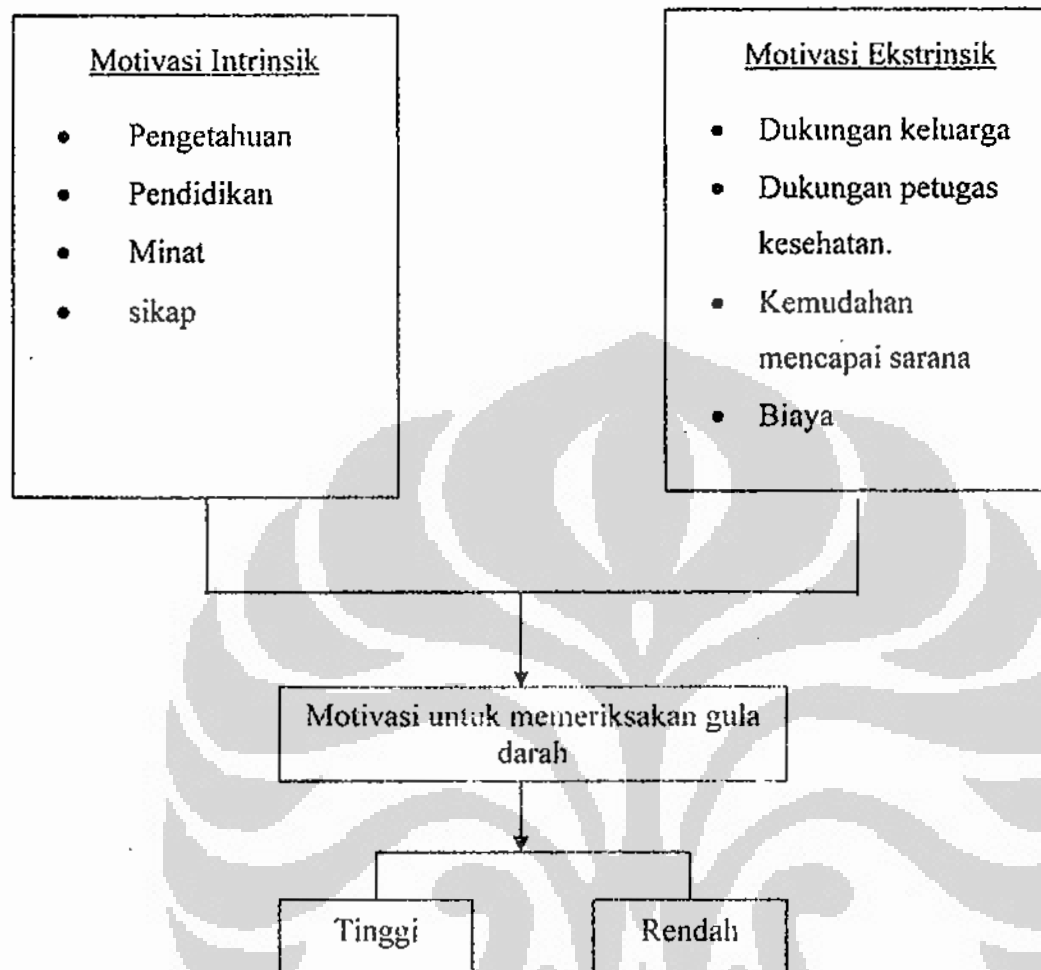 Motivasi Intrinsik
• Pengetahuan
• Pendidikan
• Minat
• sikap
Motivasi Ekstrinsik
• Dukungan keluarga
• Dukungan petugas
kesehatan.
• Kemudahan
mencapai sarana
• Biaya
Motivasi untuk memeriksakan gula
darah
Tinggi
Rendah